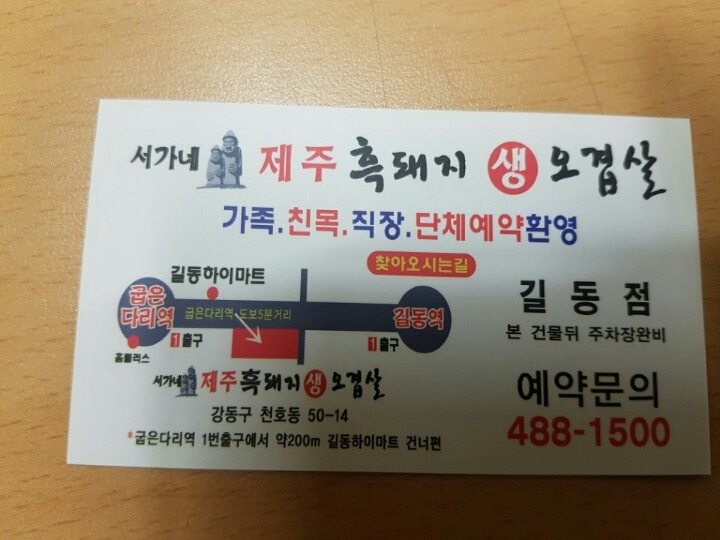 서가네 제주 흑돼지 생 오겹살
가족.친목.직장.단체예약환영
찾아오시는길
길동하이마트
굽은
다리역
굽은다리역 도보5분거리
길동역
1출구
1출구
홈플러스
서가네 제주흑돼지 생 오겹살
강동구 천호동 50-14
*굽은다리역 1번출구에서 약200m 길동하이마트 건너편
길동점
본 건물뒤 주차장완비
예약문의
488-1500